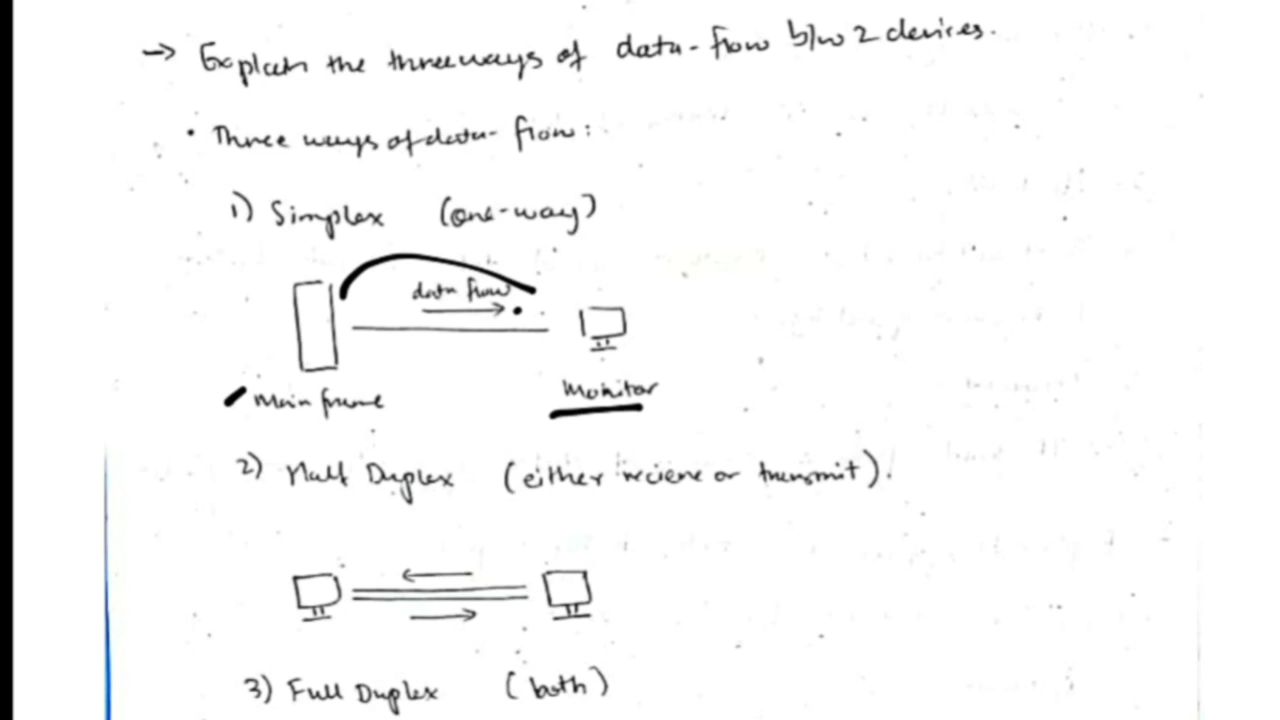 → Explain the three ways of data-flow b/w 2 devices.
• Three ways of data-flow:
1) Simplex (one-way)
data flow
Main frame
Monitor
2) Half Duplex (either recieve or transmit).
3) Full Duplex (both)